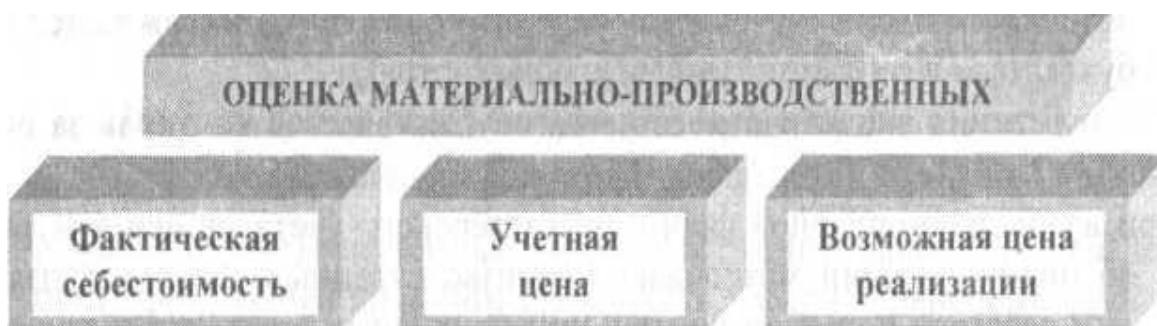 ОЦЕНКА МАТЕРИАЛЬНО-ПРОИЗВОДСТВЕННЫХ
Фактическая
себестоимость
Учетная
цена
Возможная цена
реализации